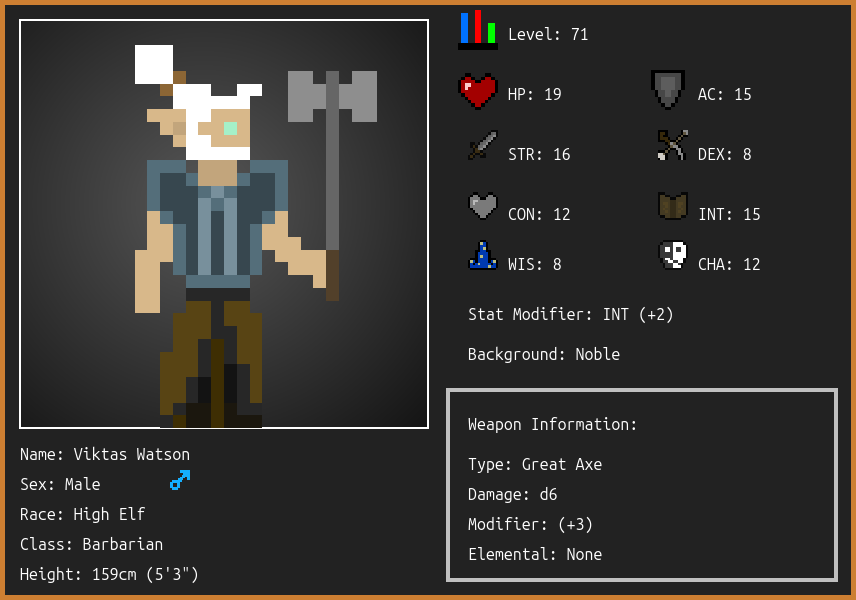 Level: 71
HP: 19
AC: 15
STR: 16
DEX: 8
CON: 12
INT: 15
WIS: 8
CHA: 12
Stat Modifier: INT (+2)
Background: Noble
Weapon Information:
Type: Great Axe
Damage: d6
Modifier: (+3)
Elemental: None
Name: Viktas Watson
Sex: Male
Race: High Elf
Class: Barbarian
Height: 159cm (5'3")